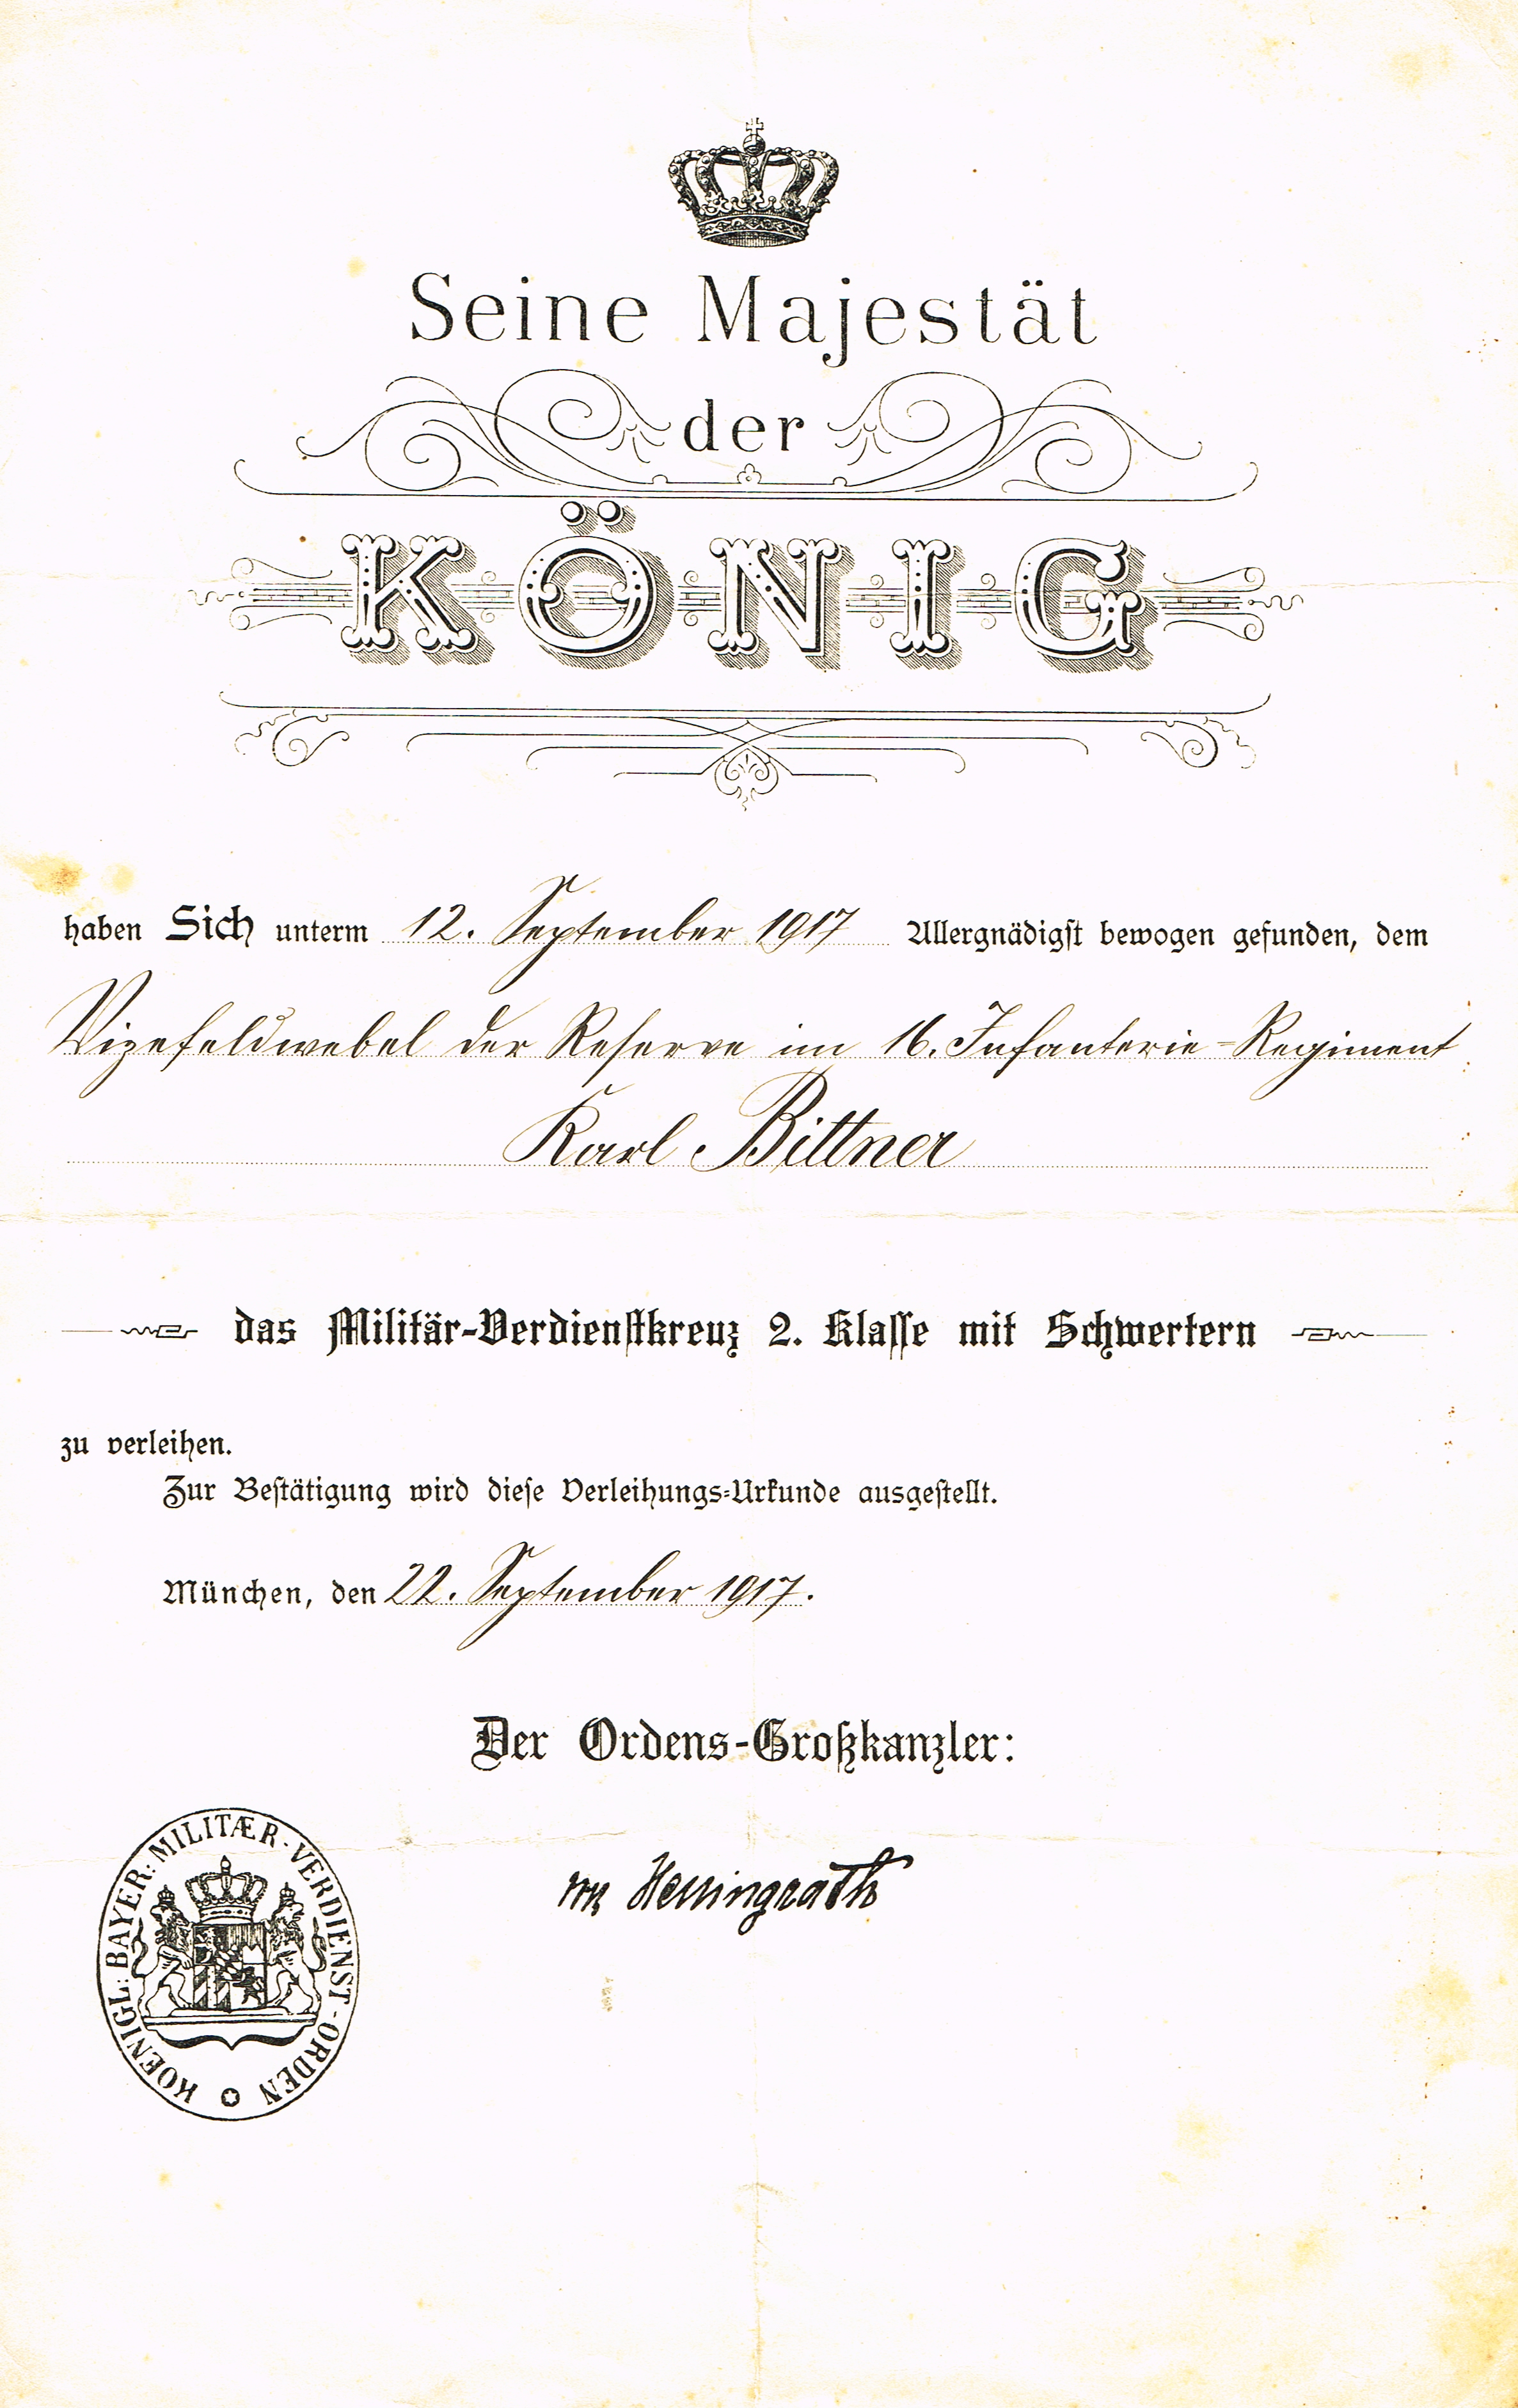 Seine Majestät
der
KÖNIG
haben Sich unterm 12. September 1917 Allergnädigst bewogen gefunden, dem
Vizefeldwebel der Reserve im 16. Infanterie-Regiment
Karl Bittner
das Militär-Verdienstkreuz 2. Klasse mit Schwertern
zu verleihen.
Zur Bestätigung wird diese Verleihungs-Urkunde ausgestellt.
München, den 22. September 1917.
Der Ordens-Großkanzler:
KOENIGL: BAYER: MILITÆR-VERDIENST-ORDEN